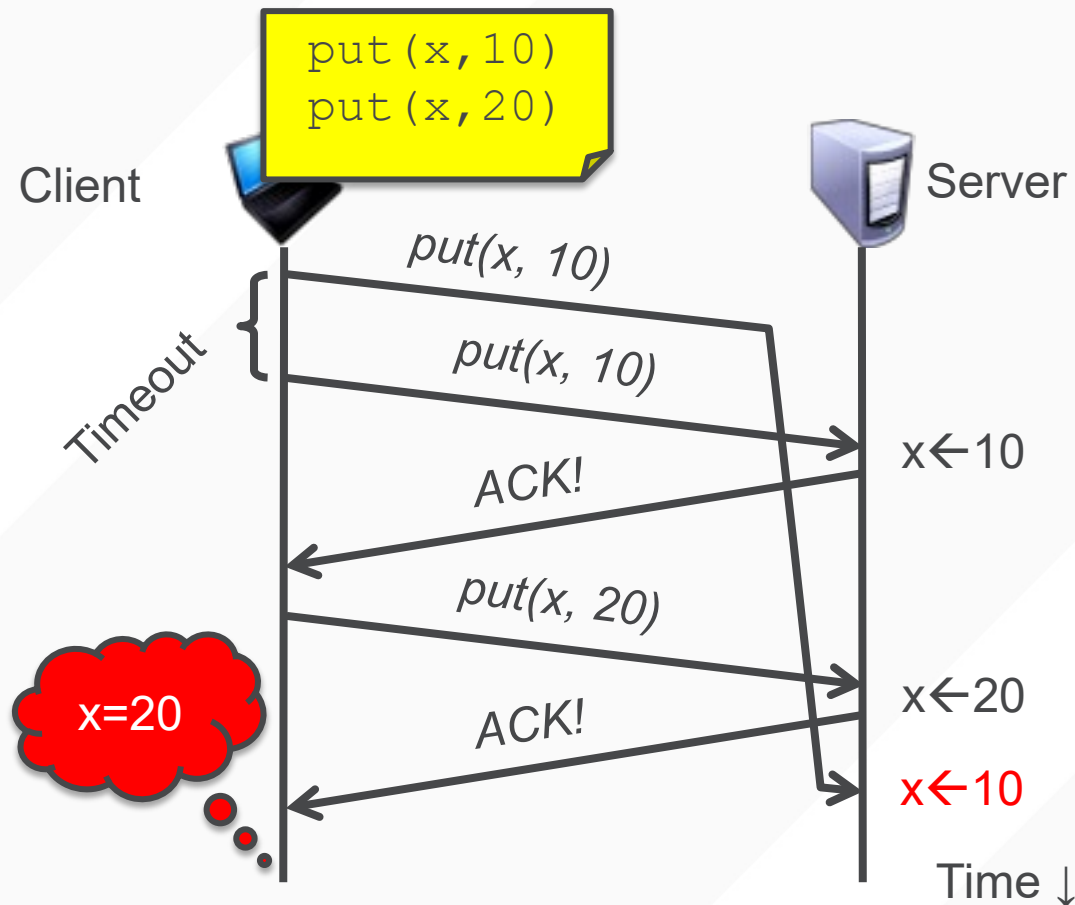 put(x,10)
put(x,20)
Client
Server
put(x, 10)
Timeout
put(x, 10)
x←10
ACK!
put(x, 20)
x←20
x=20
ACK!
x←10
Time ↓